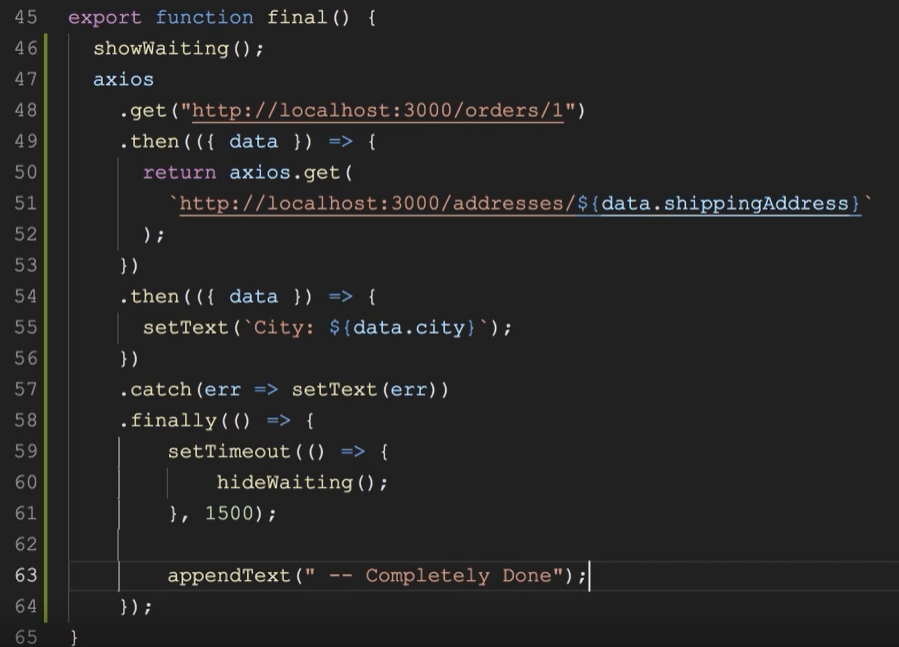 45 export function final() {
46   showWaiting();
47   axios
48     .get("http://localhost:3000/orders/1")
49     .then(({ data }) => {
50       return axios.get(
51         `http://localhost:3000/addresses/${data.shippingAddress}`
52       );
53     })
54     .then(({ data }) => {
55       setText(`City: ${data.city}`);
56     })
57     .catch(err => setText(err))
58     .finally(() => {
59         setTimeout(() => {
60             hideWaiting();
61         }, 1500);
62
63         appendText(" -- Completely Done");
64     });
65 }